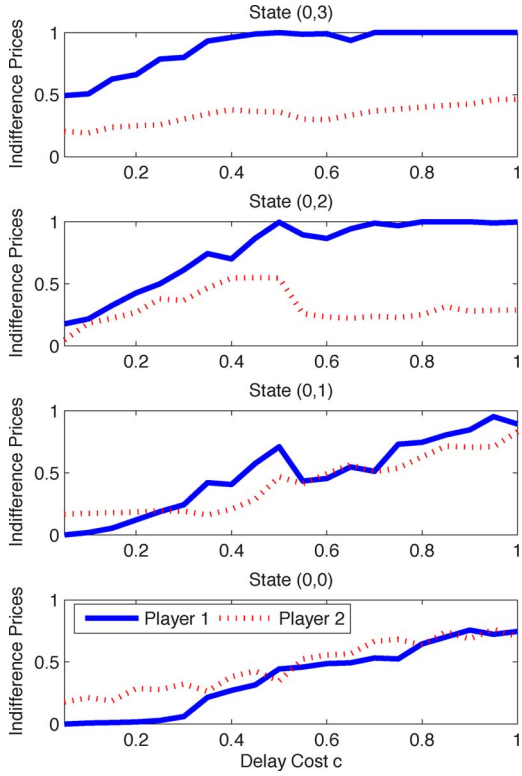 State (0,3)
Indifference Prices
1
0.5
0
0.2 0.4 0.6 0.8 1
State (0,2)
Indifference Prices
1
0.5
0
0.2 0.4 0.6 0.8 1
State (0,1)
Indifference Prices
1
0.5
0
0.2 0.4 0.6 0.8 1
State (0,0)
Indifference Prices
1
0.5
0
Player 1 Player 2
0.2 0.4 0.6 0.8 1
Delay Cost c